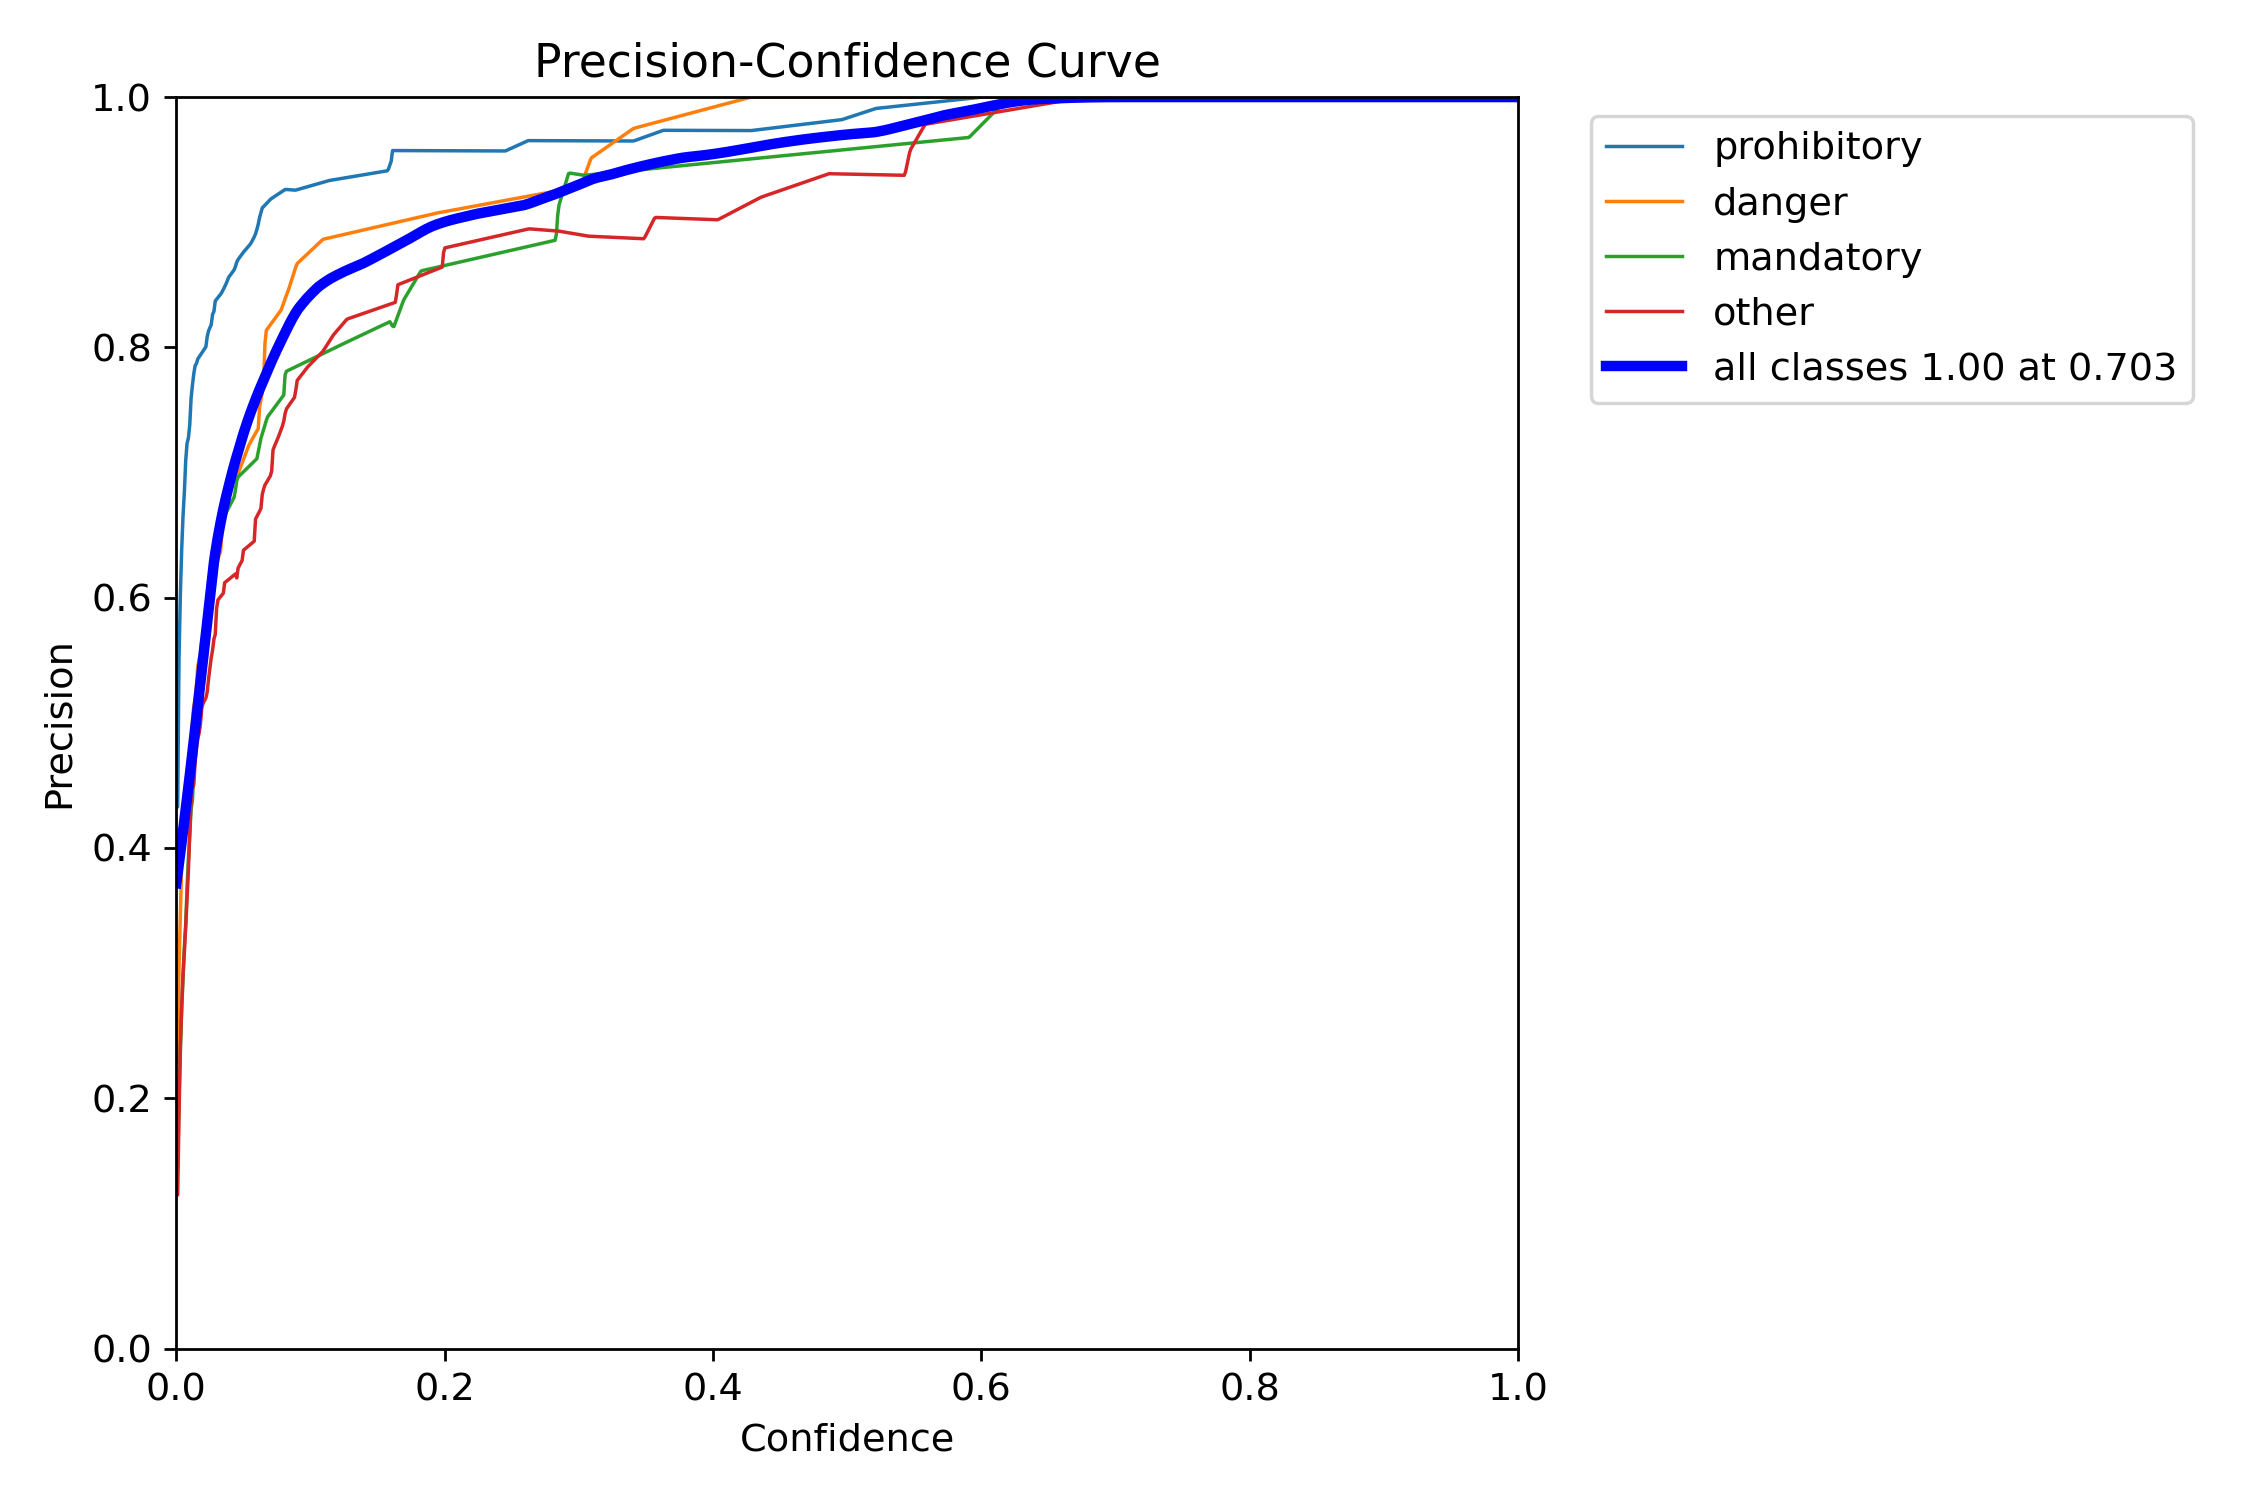 Precision-Confidence Curve
1.0
0.8
0.6
0.4
0.2
0.0
Precision
0.0 0.2 0.4 0.6 0.8 1.0
Confidence
prohibitory
danger
mandatory
other
all classes 1.00 at 0.703